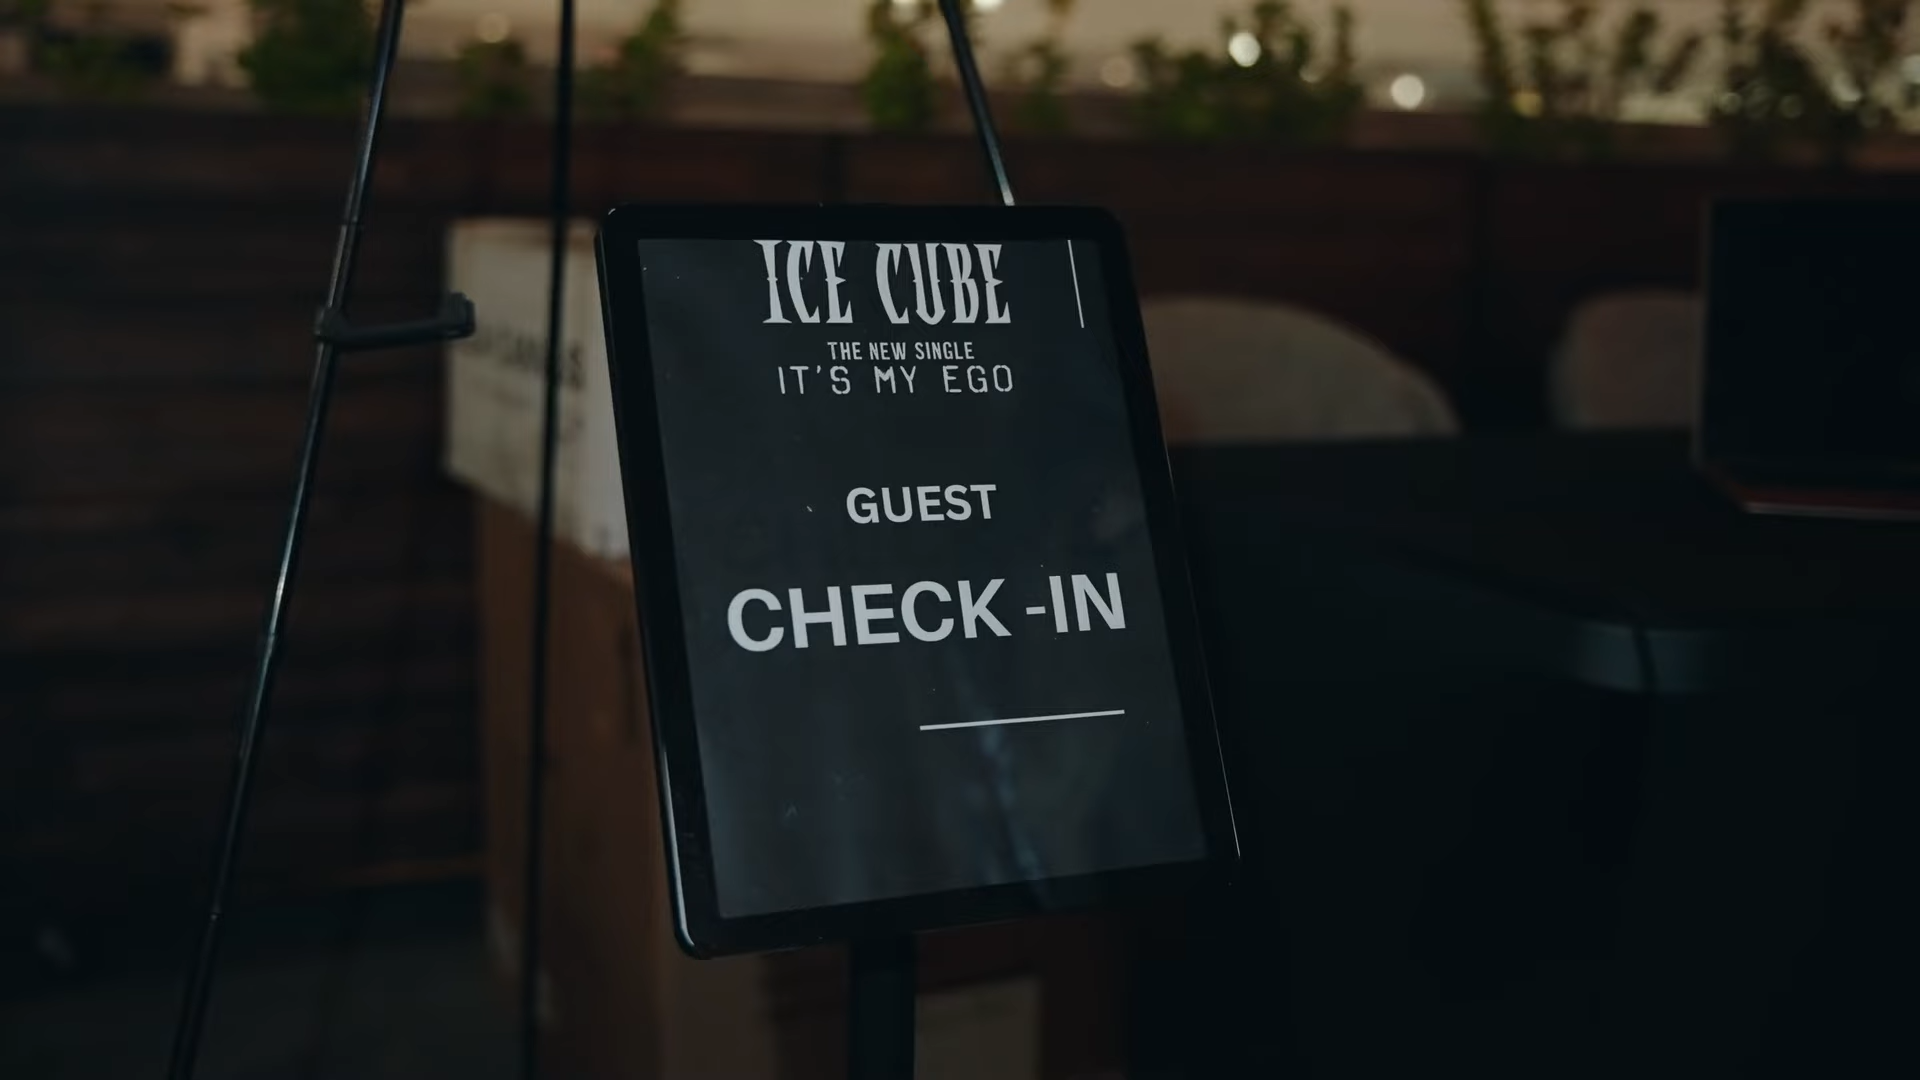 ICE CUBE
THE NEW SINGLE
IT'S MY EGO
GUEST
CHECK -IN